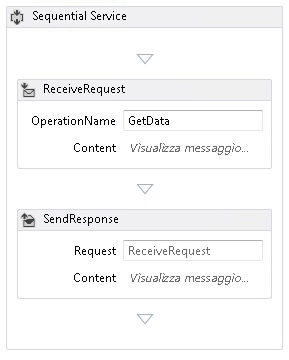 Sequential Service
ReceiveRequest
OperationName GetData
Content Visualizza messaggio...
SendResponse
Request ReceiveRequest
Content Visualizza messaggio...